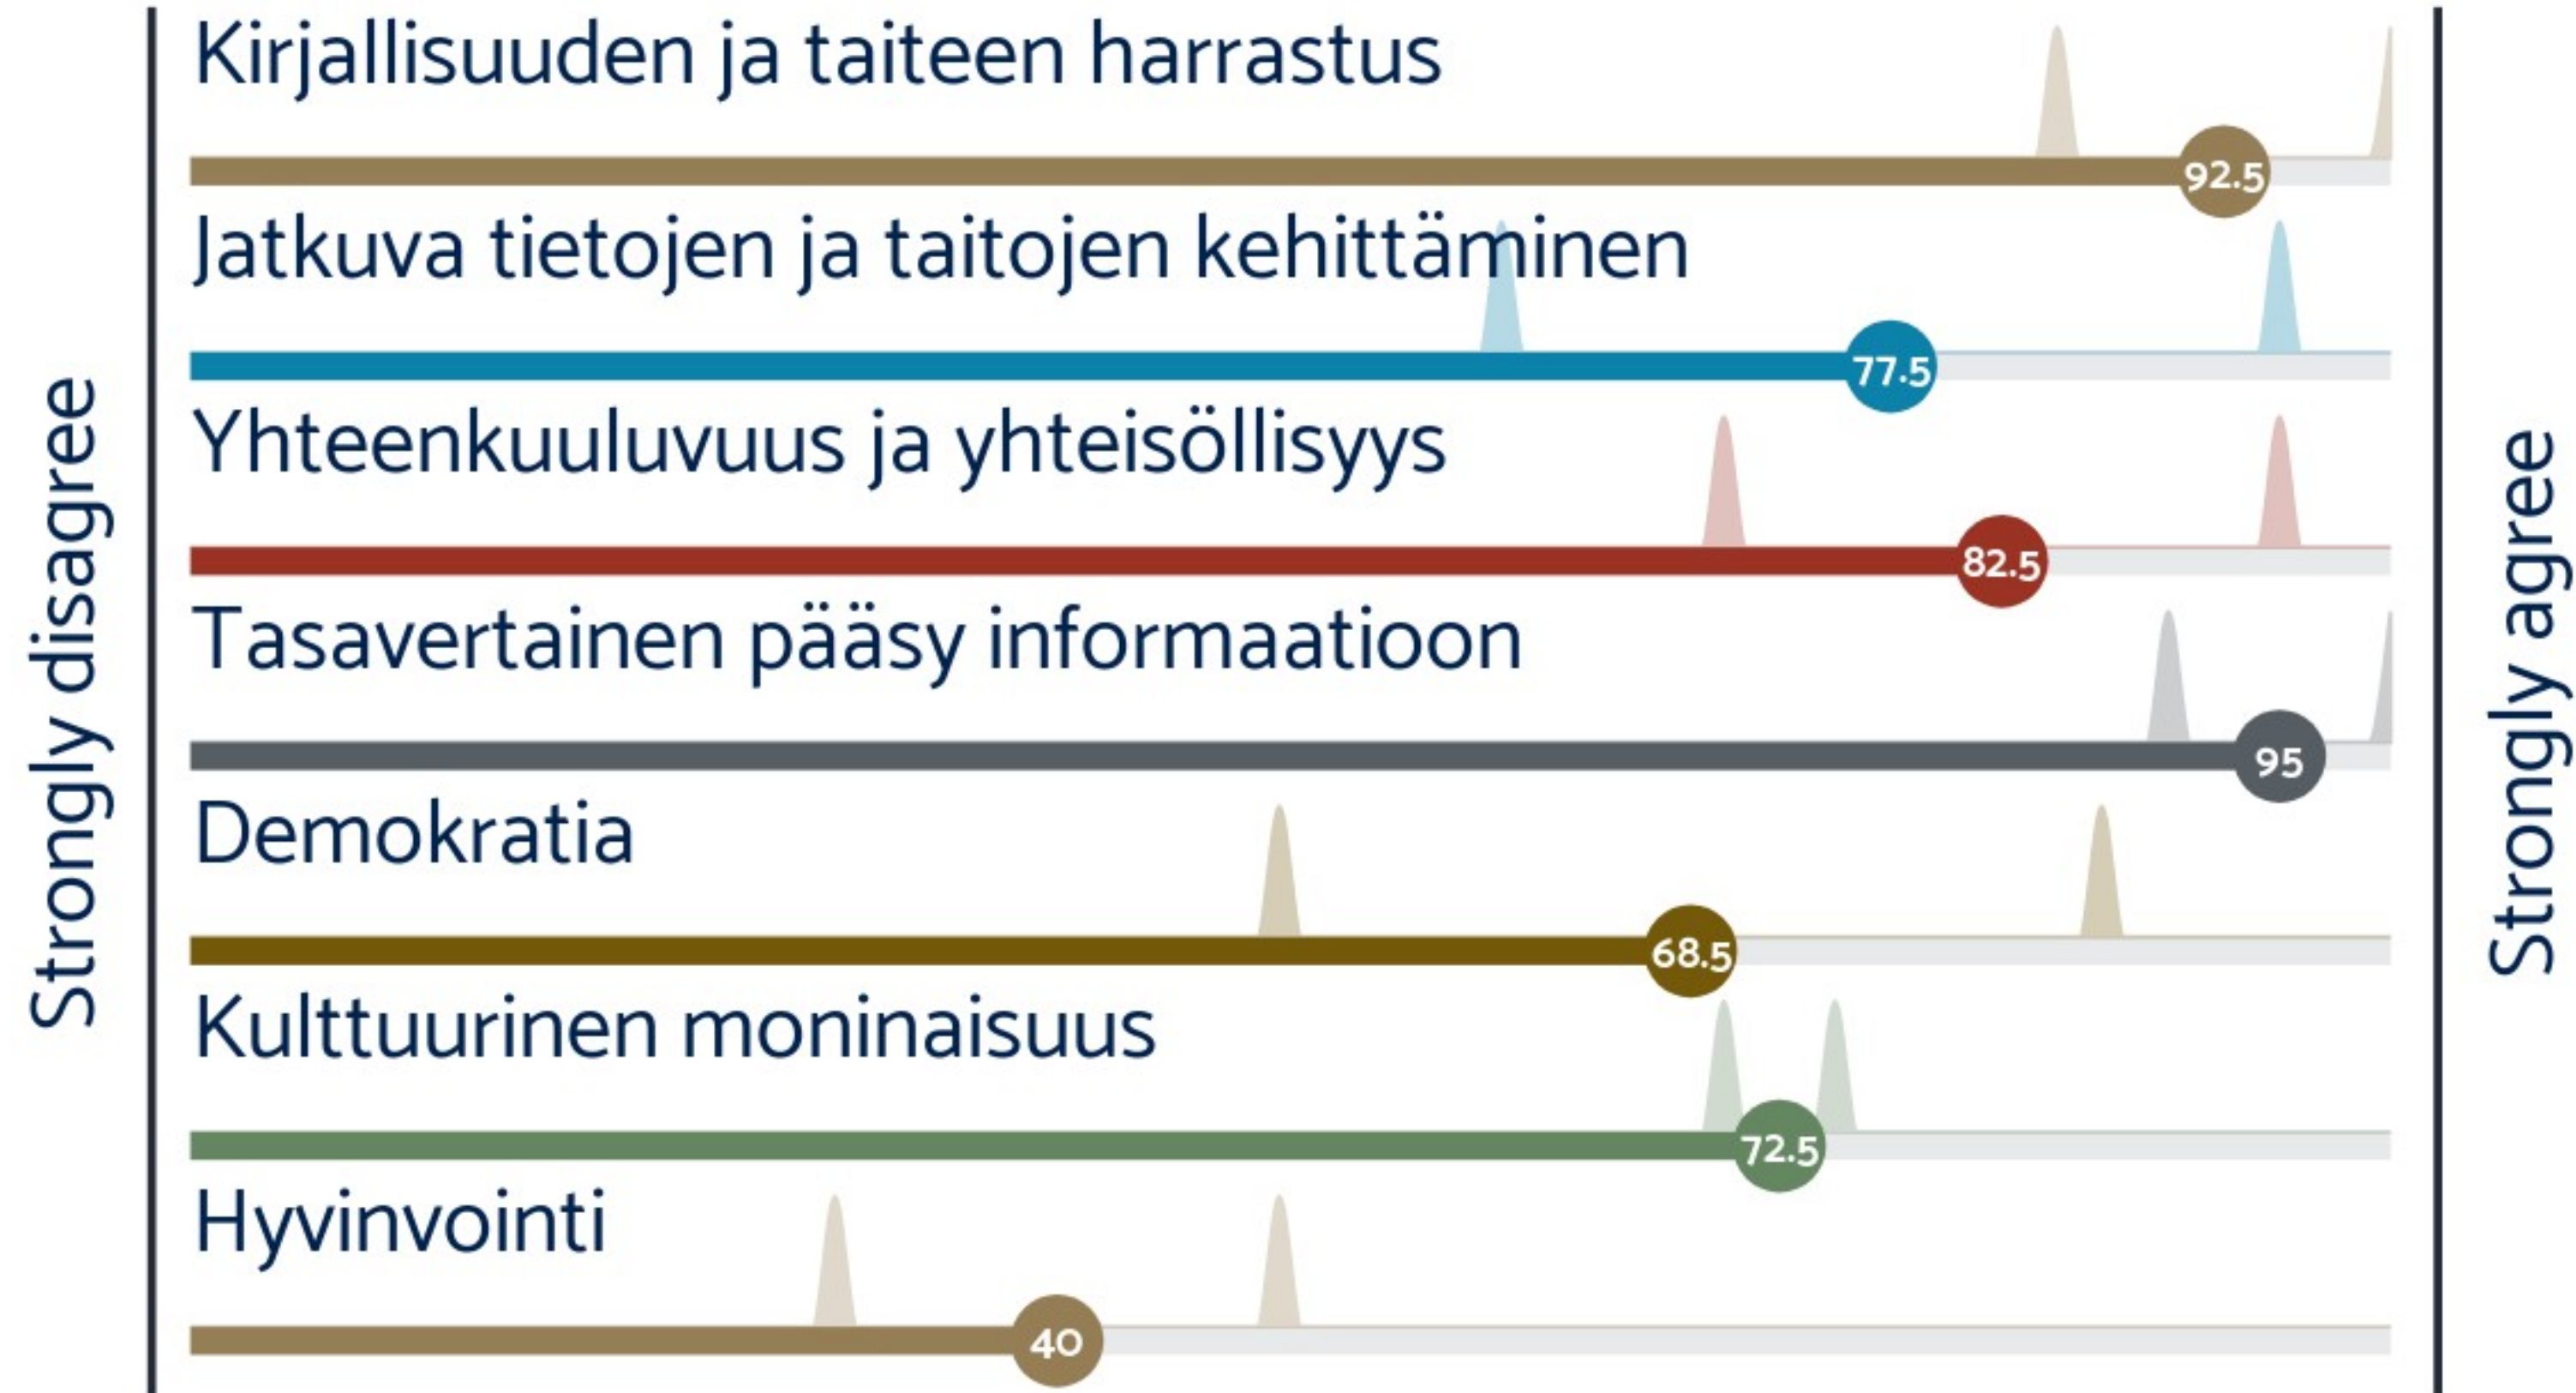 Strongly disagree
Kirjallisuuden ja taiteen harrastus
92.5
Jatkuva tietojen ja taitojen kehittäminen
77.5
Yhteenkuuluvuus ja yhteisöllisyys
82.5
Tasavertainen pääsy informaatioon
95
Demokratia
68.5
Kulttuurinen moninaisuus
72.5
Hyvinvointi
40
Strongly agree